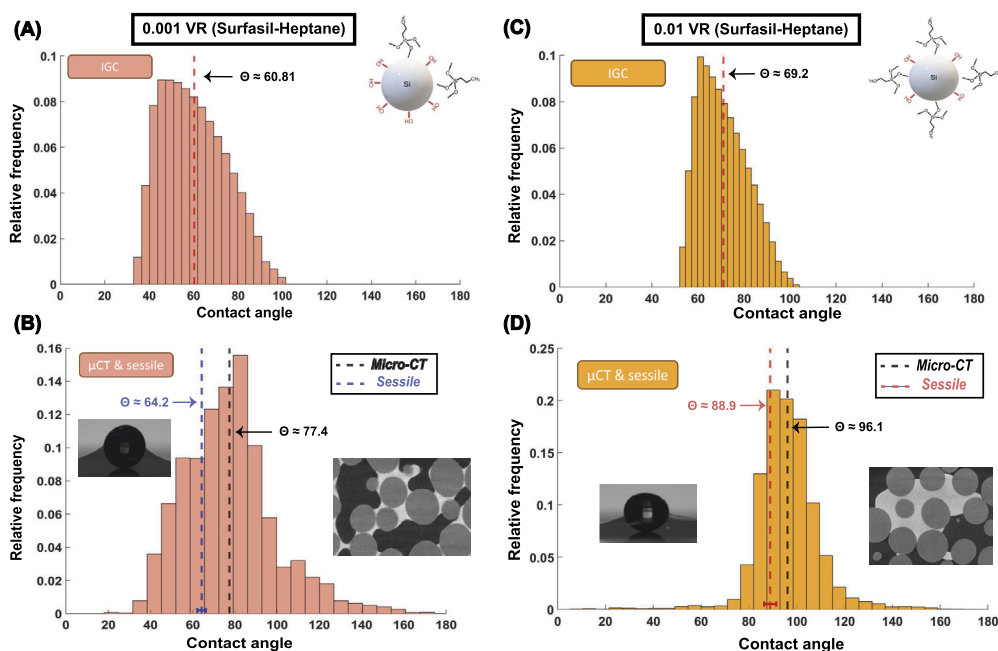 (A)
0.001 VR (Surfasil-Heptane)
IGC
Θ ≈ 60.81
OH
OH
OH
HO
HO
HO
CH₃
Si
0.1
0.08
0.06
0.04
0.02
0
Relative frequency
0 20 40 60 80 100 120 140 160 180
Contact angle
(C)
0.01 VR (Surfasil-Heptane)
IGC
Θ ≈ 69.2
Si
0.1
0.08
0.06
0.04
0.02
0
Relative frequency
0 20 40 60 80 100 120 140 160 180
Contact angle
(B)
μCT & sessile
Micro-CT
Sessile
Θ ≈ 64.2
Θ ≈ 77.4
0.16
0.14
0.12
0.1
0.08
0.06
0.04
0.02
0
Relative frequency
0 20 40 60 80 100 120 140 160 180
Contact angle
(D)
μCT & sessile
Micro-CT
Sessile
Θ ≈ 88.9
Θ ≈ 96.1
0.25
0.2
0.15
0.1
0.05
0
Relative frequency
0 20 40 60 80 100 120 140 160 180
Contact angle